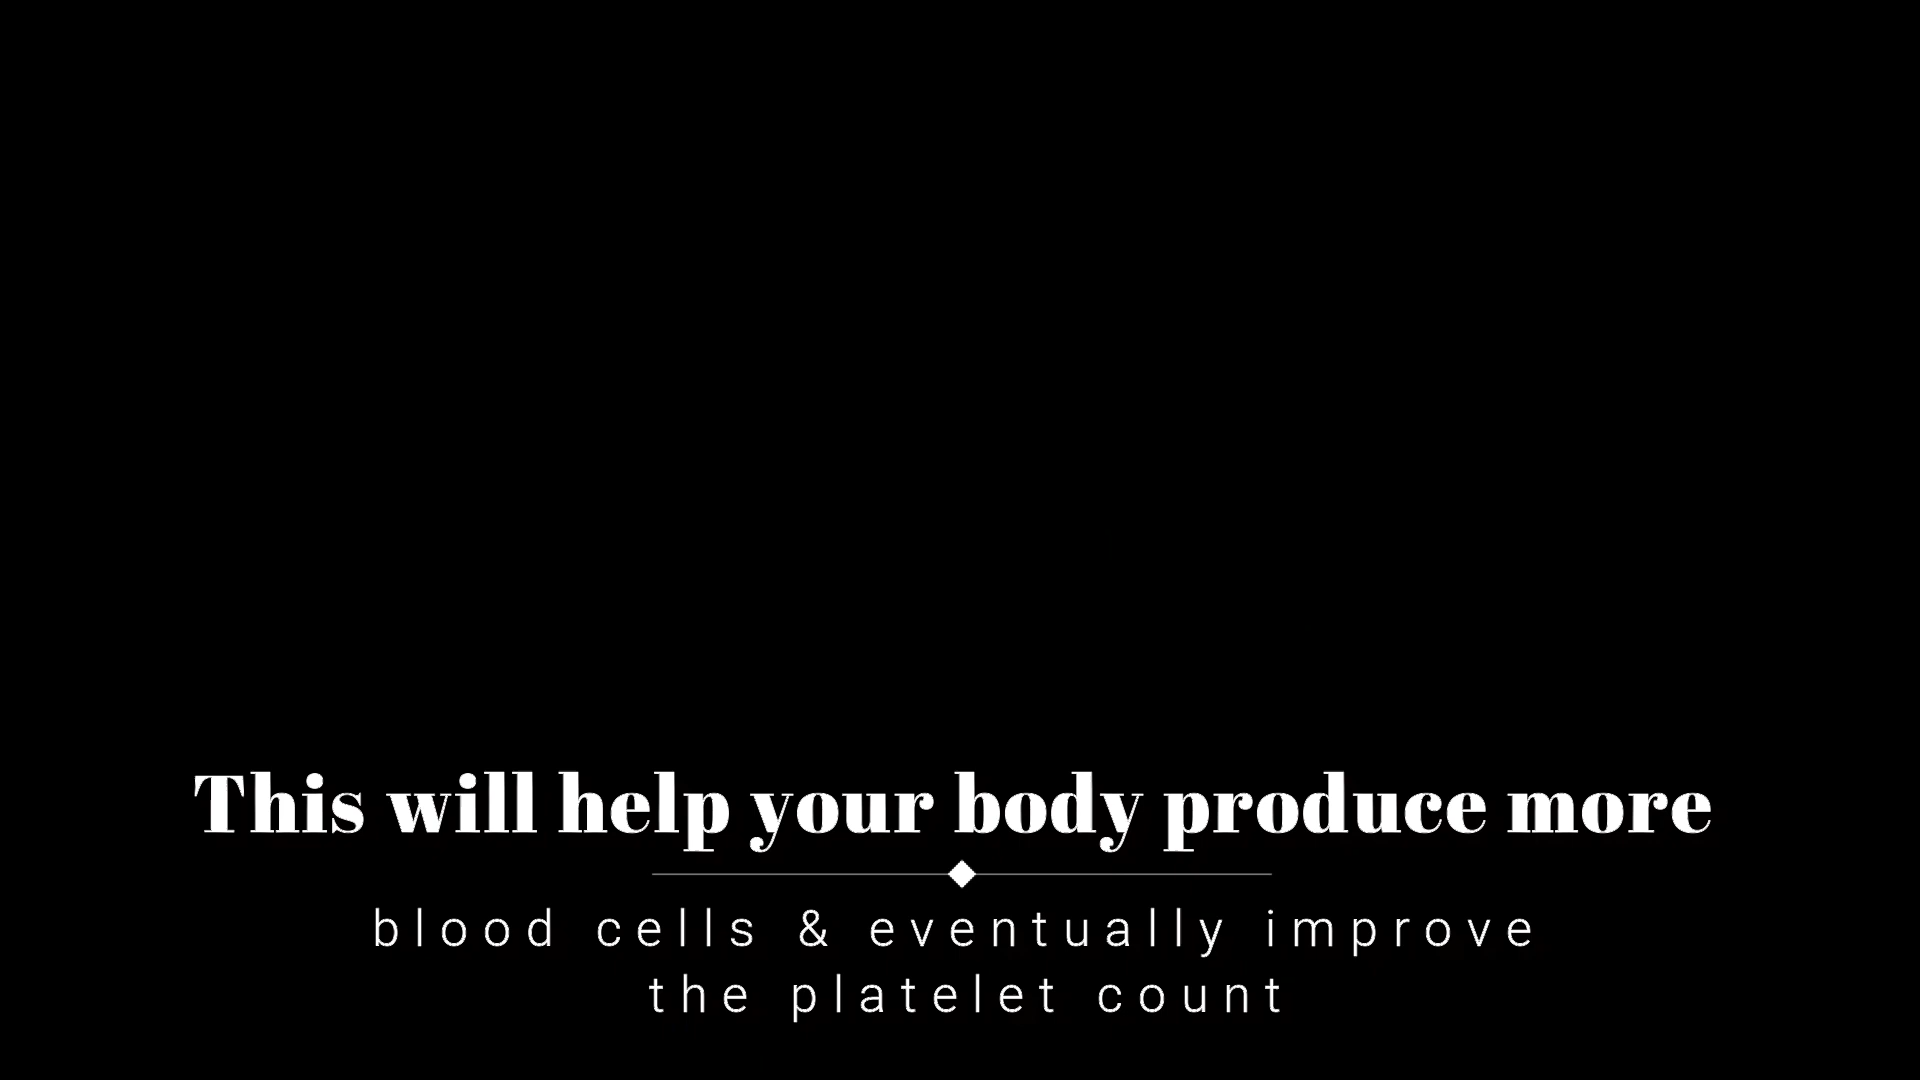 This will help your body produce more
blood cells & eventually improve
the platelet count